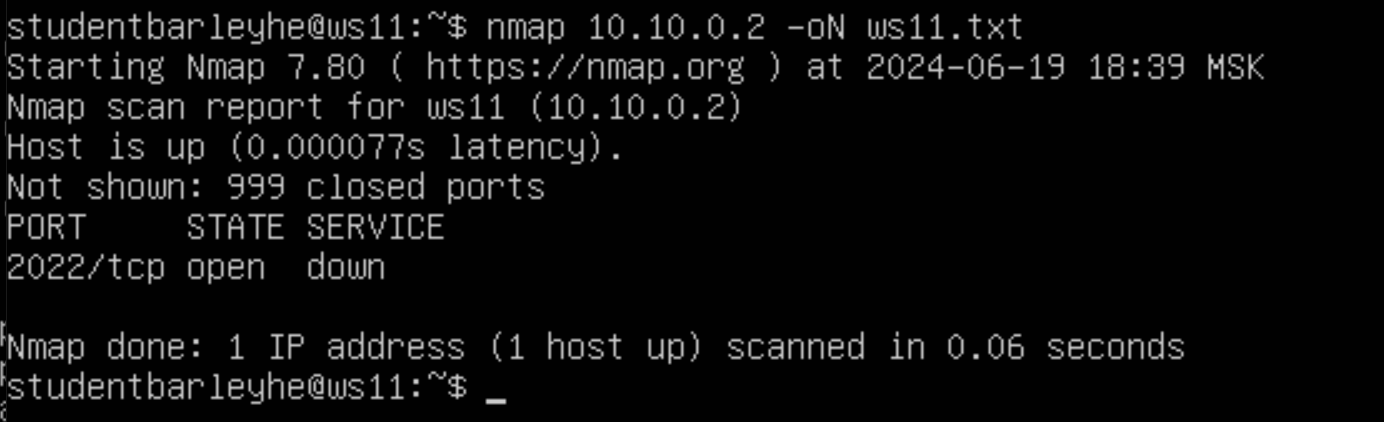 studentbarleyhe@ws11:~$ nmap 10.10.0.2 -oN ws11.txt
Starting Nmap 7.80 ( https://nmap.org ) at 2024-06-19 18:39 MSK
Nmap scan report for ws11 (10.10.0.2)
Host is up (0.000077s latency).
Not shown: 999 closed ports
PORT     STATE SERVICE
2022/tcp open  down

Nmap done: 1 IP address (1 host up) scanned in 0.06 seconds
studentbarleyhe@ws11:~$ _